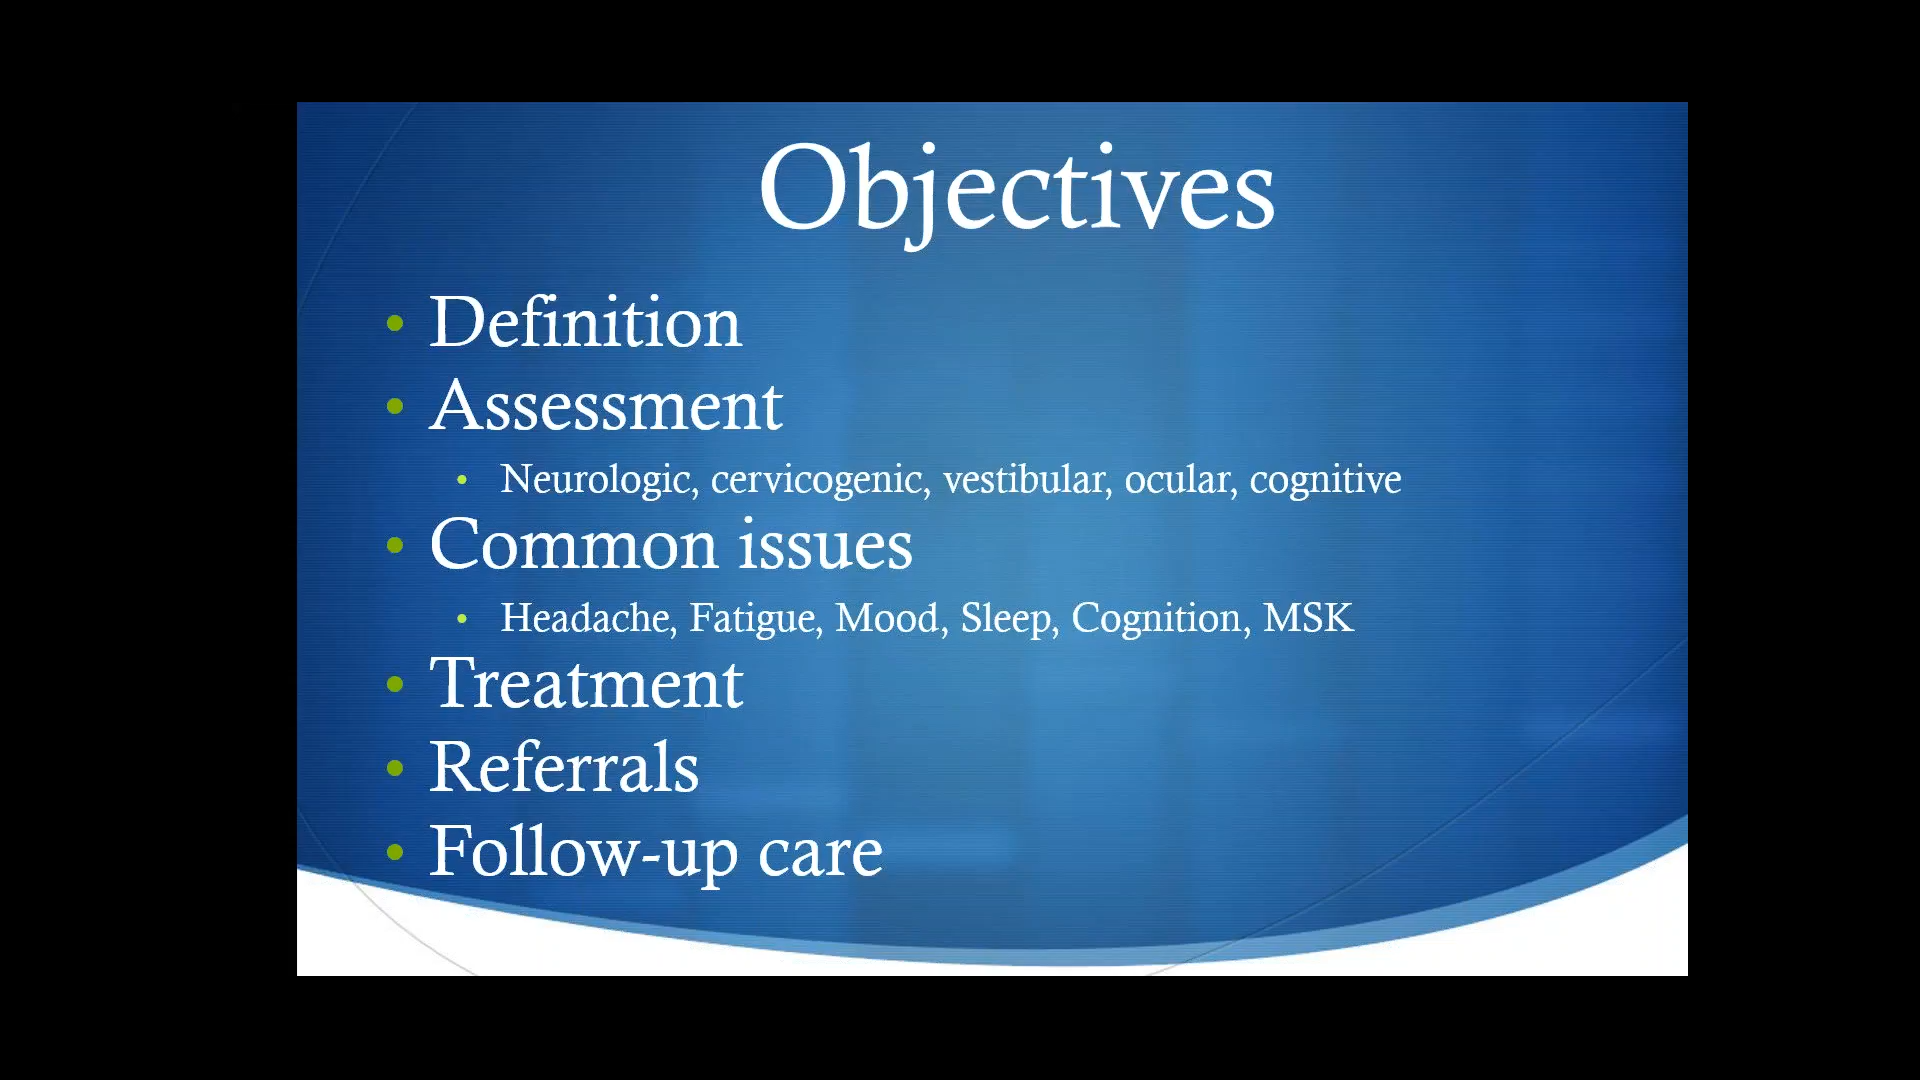 Objectives
• Definition
• Assessment
• Neurologic, cervicogenic, vestibular, ocular, cognitive
• Common issues
• Headache, Fatigue, Mood, Sleep, Cognition, MSK
• Treatment
• Referrals
• Follow-up care